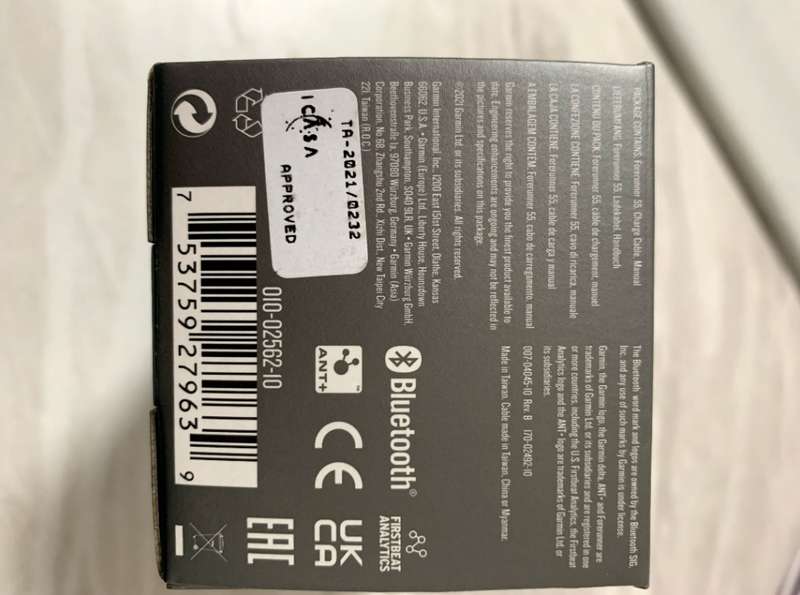 PACKAGE CONTAINS: Forerunner 55, Charge Cable, Manual
LIEFERUMFANG: Forerunner 55, Ladekabel, Handbuch
CONTENU DU PACK: Forerunner 55, câble de chargement, manuel
LA CONFEZIONE CONTIENE: Forerunner 55, cavo di ricarica, manuale
LA CAJA CONTIENE: Forerunner 55, cable de carga y manual
A EMBALAGEM CONTÉM: Forerunner 55, cabo de carregamento, manual
Garmin reserves the right to provide you the finest product available to
date. Engineering enhancements are ongoing and may not be reflected in
the pictures and specifications on this package.
©2021 Garmin Ltd. or its subsidiaries. All rights reserved.
Garmin International, Inc. 1200 East 151st Street, Olathe, Kansas
66062, U.S.A. • Garmin (Europe) Ltd. Liberty House, Hounsdown
Business Park, Southampton, SO40 9LR, UK • Garmin Würzburg GmbH,
Beethovenstraße 1a, 97080 Würzburg, Germany • Garmin (Asia)
Corporation, No. 68, Zhangshu 2nd Rd., Xizhi Dist., New Taipei City
221, Taiwan (R.O.C.)
The Bluetooth® word mark and logos are owned by the Bluetooth SIG,
Inc. and any use of such marks by Garmin is under license.
Garmin, the Garmin logo, the Garmin delta, ANT+ and Forerunner are
trademarks of Garmin Ltd. or its subsidiaries and are registered in one
or more countries, including the U.S. Firstbeat Analytics, the Firstbeat
Analytics logo and the ANT+ logo are trademarks of Garmin Ltd. or
its subsidiaries.
007-04045-10 Rev. B 170-02492-10
Made in Taiwan. Cable made in Taiwan, China or Myanmar.
TA-2021/0232
ICASA
APPROVED
Bluetooth®
FIRSTBEAT
ANALYTICS
ANT+™
CE
UK
CA
010-02562-10
EAC
7 53759 27963 9